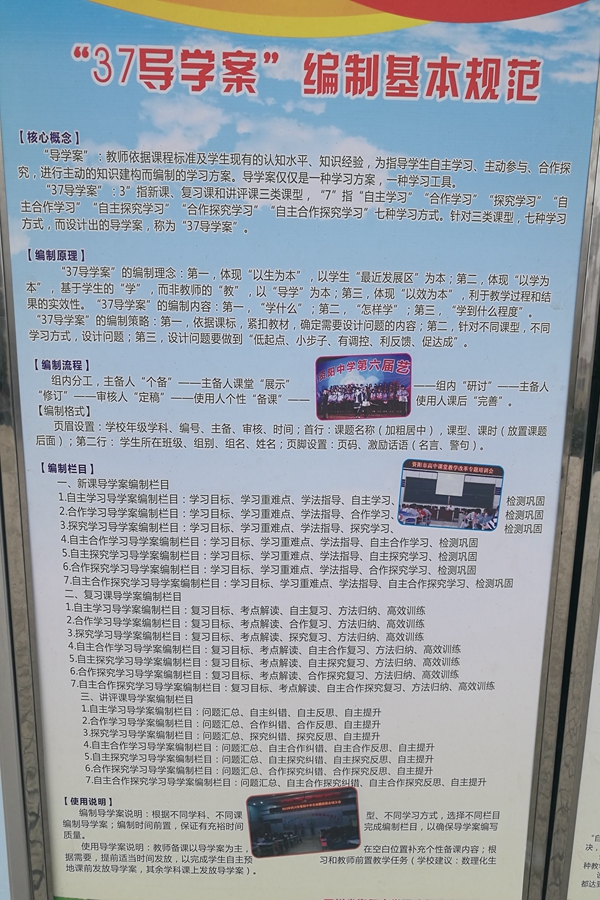 “37导学案”编制基本规范
【核心概念】
“导学案”：教师依据课程标准及学生现有的认知水平、知识经验，为指导学生自主学习、主动参与、合作探
究，进行主动的知识建构而编制的学习方案。导学案仅仅是一种学习方案，一种学习工具。
“37导学案”：3”指新课、复习课和讲评课三类课型，“7”指“自主学习”“合作学习”“探究学习”“自
主合作学习”“自主探究学习”“合作探究学习”“自主合作探究学习”七种学习方式。针对三类课型，七种学习
方式，而设计出的导学案，称为“37导学案”。
【编制原理】
“37导学案”的编制理念：第一，体现“以生为本”，以学生“最近发展区”为本；第二，体现“以学为
本”，基于学生的“学”，而非教师的“教”，以“导学”为本；第三，体现“以效为本”，利于教学过程和结
果的实效性。“37导学案”的编制内容：第一，“学什么”；第二，“怎样学”；第三，“学到什么程度”。
“37导学案”的编制策略：第一，依据课标，紧扣教材，确定需要设计问题的内容；第二，针对不同课型，不同
学习方式，设计问题；第三，设计问题要做到“低起点、小步子、有调控、利反馈、促达成”。
【编制流程】
组内分工，主备人“个备”——主备人课堂“展示”——组内“研讨”——主备人
“修订”——审核人“定稿”——使用人个性“备课”——使用人课后“完善”。
阳中学第六届艺
【编制格式】
页眉设置：学校年级学科、编号、主备、审核、时间；首行：课题名称（加粗居中），课型、课时（放置课题
后面）；第二行：学生所在班级、组别、组名、姓名；页脚设置：页码、激励话语（名言、警句）。
【编制栏目】
资阳市高中课堂教学改革专题培训会
一、新课导学案编制栏目
1.自主学习导学案编制栏目：学习目标、学习重难点、学法指导、自主学习、检测巩固
2.合作学习导学案编制栏目：学习目标、学习重难点、学法指导、合作学习、检测巩固
3.探究学习导学案编制栏目：学习目标、学习重难点、学法指导、探究学习、检测巩固
4.自主合作学习导学案编制栏目：学习目标、学习重难点、学法指导、自主合作学习、检测巩固
5.自主探究学习导学案编制栏目：学习目标、学习重难点、学法指导、自主探究学习、检测巩固
6.合作探究学习导学案编制栏目：学习目标、学习重难点、学法指导、合作探究学习、检测巩固
7.自主合作探究学习导学案编制栏目：学习目标、学习重难点、学法指导、自主合作探究学习、检测巩固
二、复习课导学案编制栏目
1.自主学习导学案编制栏目：复习目标、考点解读、自主复习、方法归纳、高效训练
2.合作学习导学案编制栏目：复习目标、考点解读、合作复习、方法归纳、高效训练
3.探究学习导学案编制栏目：复习目标、考点解读、探究复习、方法归纳、高效训练
4.自主合作学习导学案编制栏目：复习目标、考点解读、自主合作复习、方法归纳、高效训练
5.自主探究学习导学案编制栏目：复习目标、考点解读、自主探究复习、方法归纳、高效训练
6.合作探究学习导学案编制栏目：复习目标、考点解读、合作探究复习、方法归纳、高效训练
7.自主合作探究学习导学案编制栏目：复习目标、考点解读、自主合作探究复习、方法归纳、高效训练
三、讲评课导学案编制栏目
1.自主学习导学案编制栏目：问题汇总、自主纠错、自主反思、自主提升
2.合作学习导学案编制栏目：问题汇总、合作纠错、合作反思、自主提升
3.探究学习导学案编制栏目：问题汇总、探究纠错、探究反思、自主提升
4.自主合作学习导学案编制栏目：问题汇总、自主合作纠错、自主合作反思、自主提升
5.自主探究学习导学案编制栏目：问题汇总、自主探究纠错、自主探究反思、自主提升
6.合作探究学习导学案编制栏目：问题汇总、合作探究纠错、合作探究反思、自主提升
7.自主合作探究学习导学案编制栏目：问题汇总、自主合作探究纠错、自主合作探究反思、自主提升
【使用说明】
编制导学案说明：根据不同学科、不同课型、不同学习方式，选择不同栏目
编制导学案；编制时间前置，保证有充裕时间完成编制栏目，以确保导学案编写
质量。
使用导学案说明：教师备课以导学案为主，在空白位置补充个性备课内容；根
据需要，提前适当时间发放，以完成学生自主预习和教师前置教学任务（学校建议：数理化生
地课前发放导学案，其余学科课上发放导学案）。